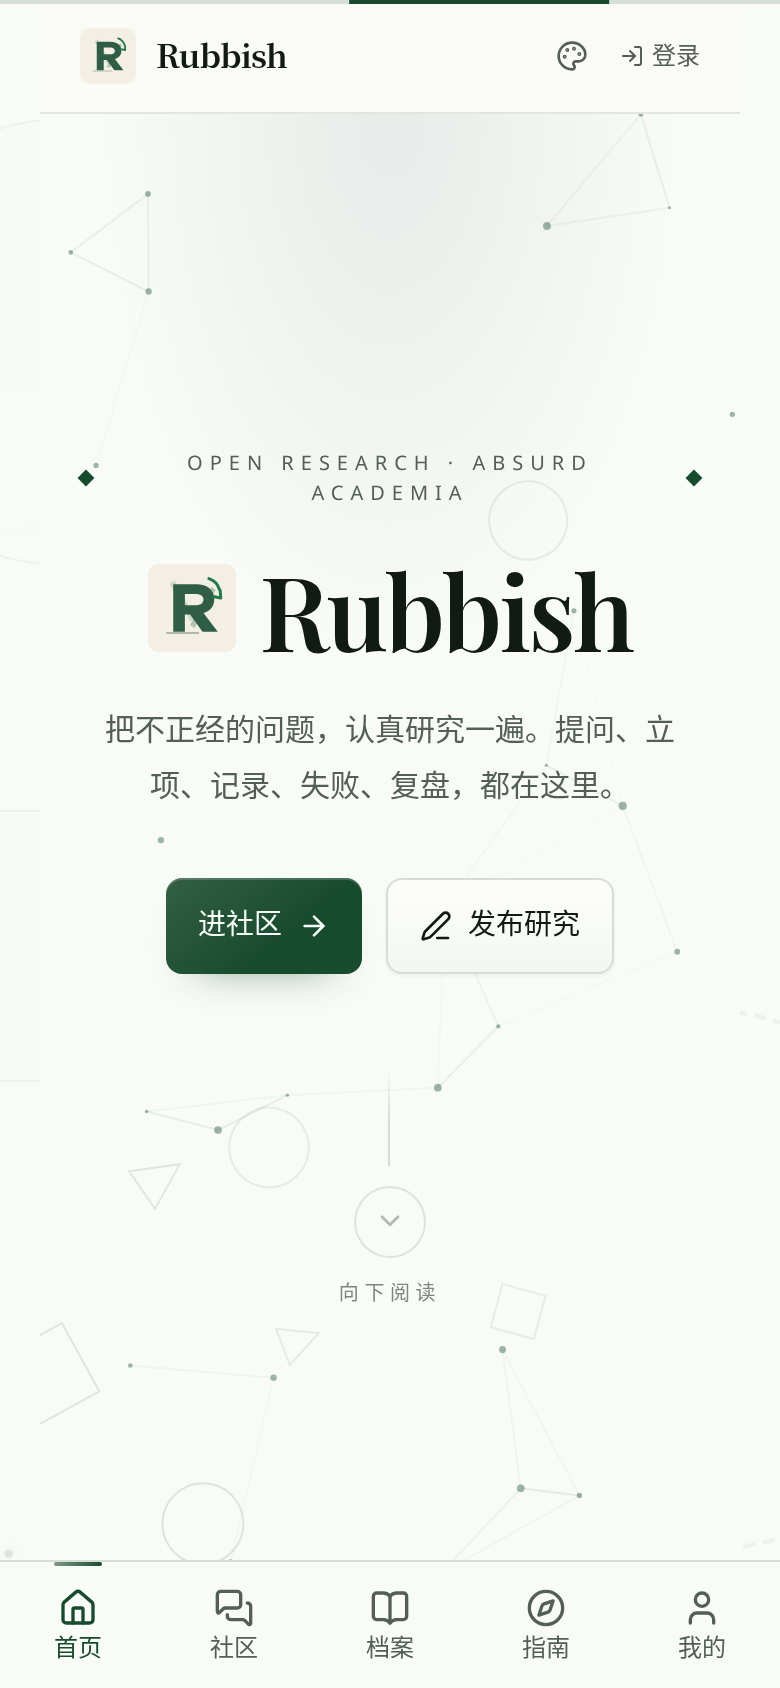 R Rubbish 登录
OPEN RESEARCH · ABSURD
ACADEMIA
R Rubbish
把不正经的问题，认真研究一遍。提问、立
项、记录、失败、复盘，都在这里。
进社区 发布研究
向下阅读
首页 社区 档案 指南 我的